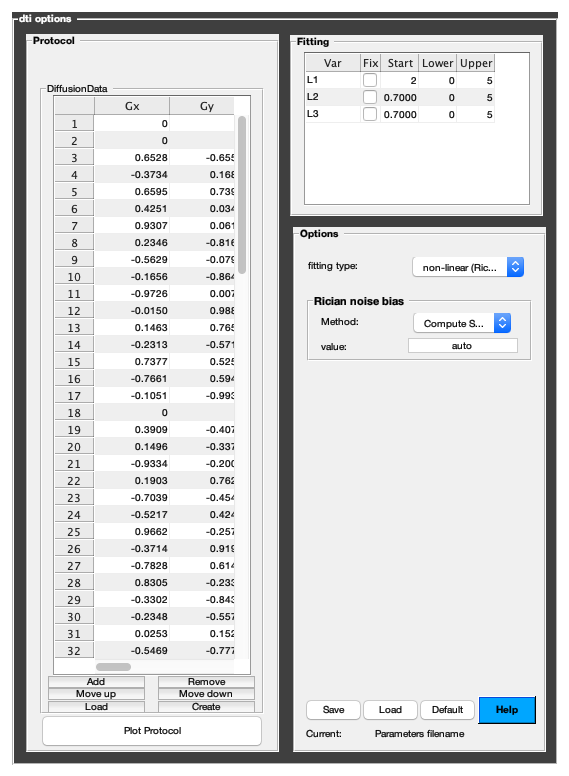 dti options
Protocol
DiffusionData
Gx Gy
1 0
2 0
3 0.6528 -0.655
4 -0.3734 0.168
5 0.6595 0.739
6 0.4251 0.034
7 0.9307 0.061
8 0.2346 -0.816
9 -0.5629 -0.079
10 -0.1656 -0.864
11 -0.9726 0.007
12 -0.0150 0.988
13 0.1463 0.765
14 -0.2313 -0.571
15 0.7377 0.525
16 -0.7661 0.594
17 -0.1051 -0.993
18 0
19 0.3909 -0.407
20 0.1496 -0.337
21 -0.9334 -0.200
22 0.1903 0.762
23 -0.7039 -0.454
24 -0.5217 0.424
25 0.9662 -0.257
26 -0.3714 0.919
27 -0.7828 0.614
28 0.8305 -0.233
29 -0.3302 -0.843
30 -0.2348 -0.557
31 0.0253 0.152
32 -0.5469 -0.777
Add Remove
Move up Move down
Load Create
Plot Protocol
Fitting
Var Fix Start Lower Upper
L1 2 0 5
L2 0.7000 0 5
L3 0.7000 0 5
Options
fitting type: non-linear (Ric...
Rician noise bias
Method: Compute S...
value: auto
Save Load Default Help
Current: Parameters filename